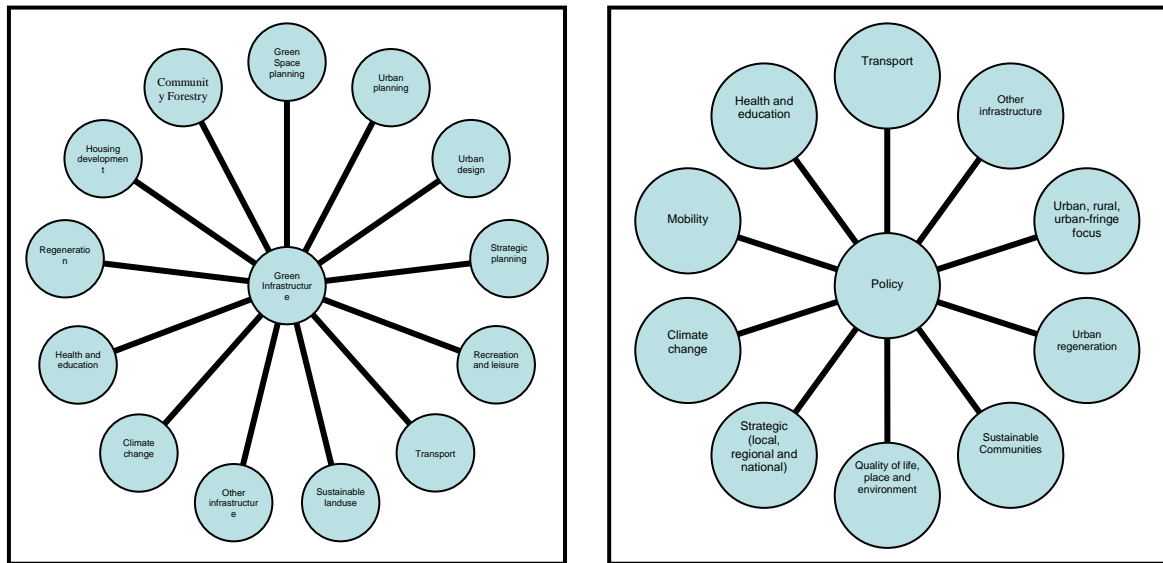 Green
Space
planning
Urban
planning
Urban
design
Strategic
planning
Recreation
and leisure
Transport
Sustainable
landuse
Other
infrastructur
e
Climate
change
Health and
education
Regeneratio
n
Housing
developmen
t
Communit
y Forestry
Green
Infrastructur
e
Transport
Other
infrastructure
Urban, rural,
urban-fringe
focus
Urban
regeneration
Sustainable
Communities
Quality of life,
place and
environment
Strategic
(local,
regional and
national)
Climate
change
Mobility
Health and
education
Policy